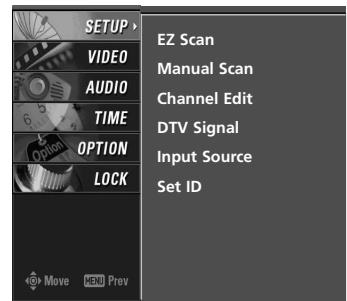 SETUP
VIDEO
AUDIO
TIME
OPTION
LOCK
EZ Scan
Manual Scan
Channel Edit
DTV Signal
Input Source
Set ID
Move MENU Prev